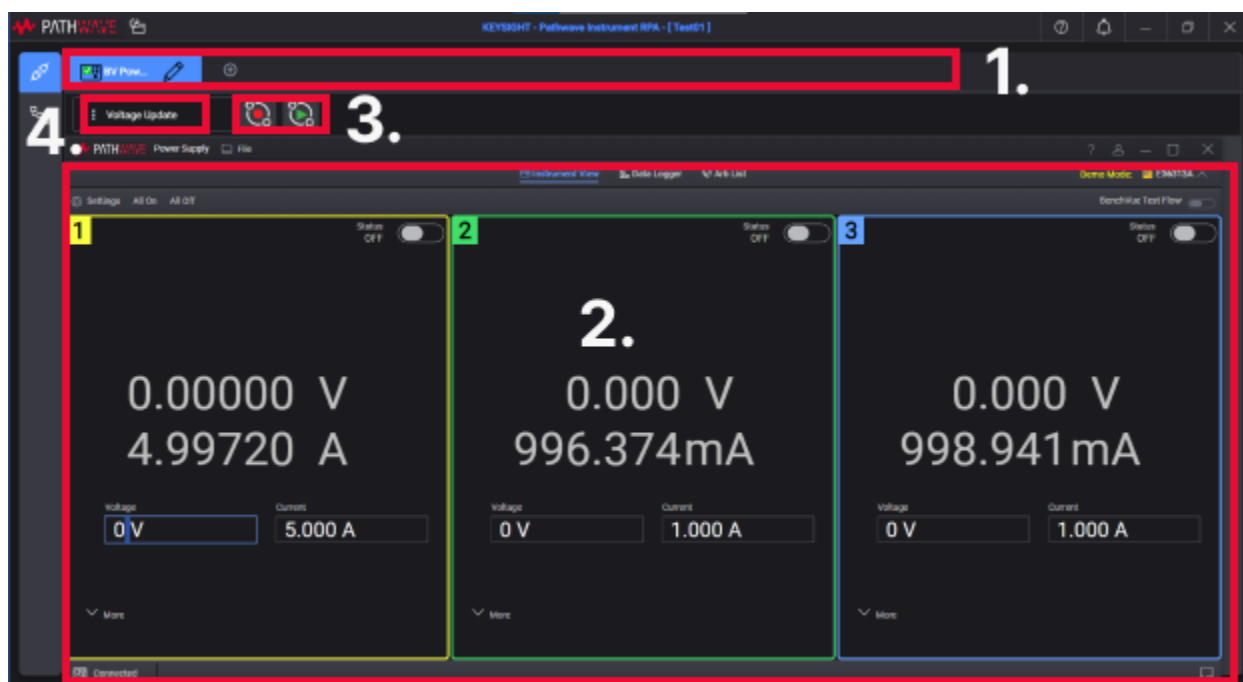 PATHWAVE
KEYSIGHT - Pathwave Instrument RPA - [ Test01 ]
BV Pow...
1.
Voltage Update
3.
4
PATHWAVE Power Supply File
Instrument View Data Logger Arb List
Demo Mode: E36313A
Settings All On All Off
BenchVue Test Flow
1
Status
OFF
2
Status
OFF
3
Status
OFF
2.
0.00000 V
4.99720 A
0.000 V
996.374mA
0.000 V
998.941mA
Voltage
0 V
Current
5.000 A
Voltage
0 V
Current
1.000 A
Voltage
0 V
Current
1.000 A
More
More
More
Connected